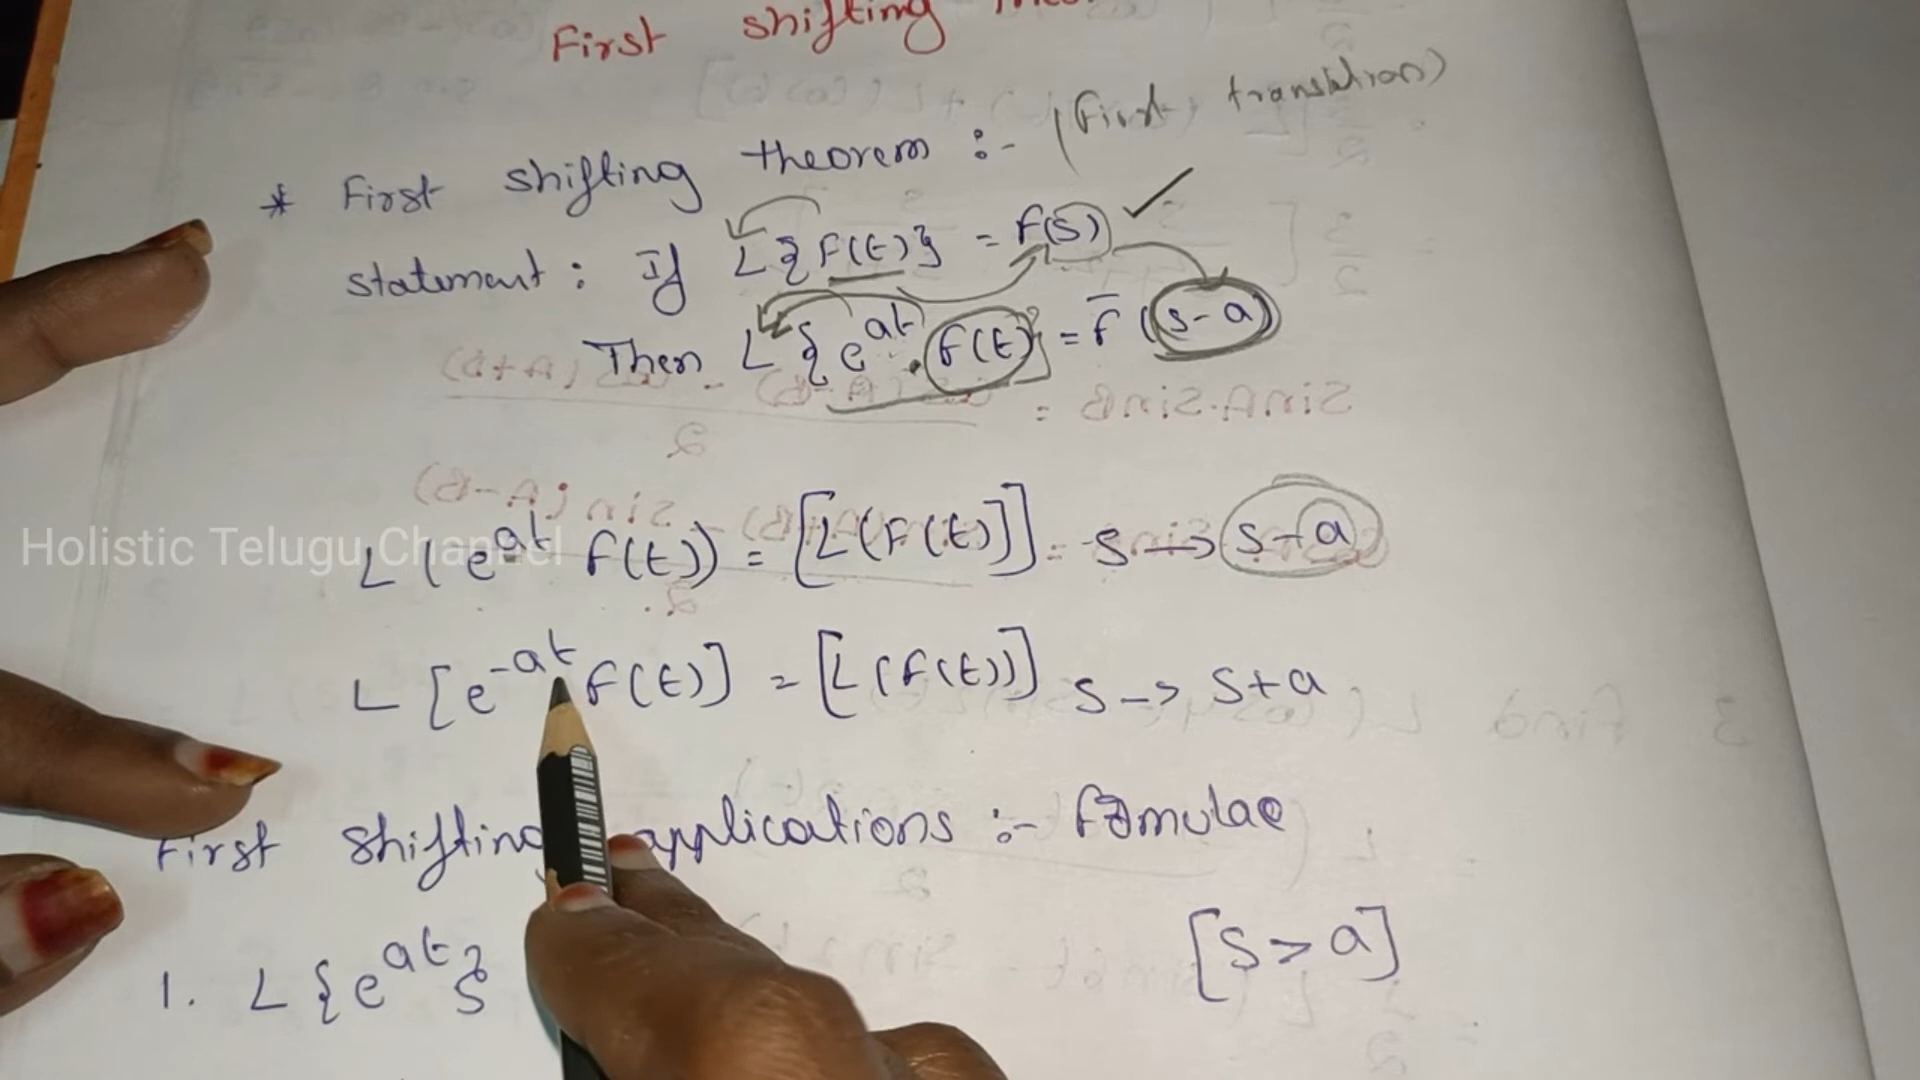 First shifting
* First shifting theorem :- (First translation)
statement : If L{F(t)} = F(s) ✓
Then L{e^at . F(t)} = f̄(s-a)
L(e^at f(t)) = [L(F(t)] s → s-a
Holistic Telugu Channel
L[e^-at F(t)] = [L(F(t))] s → s+a
First shifting applications :- Formulae
1. L{e^at} [s>a]